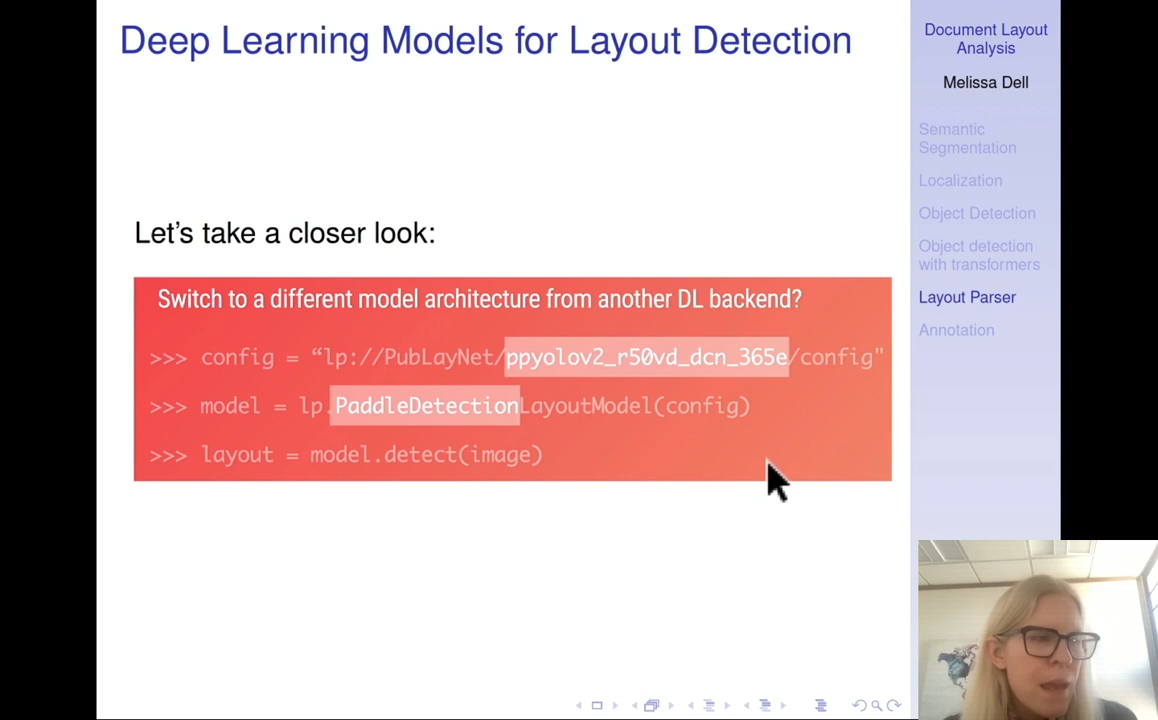 Deep Learning Models for Layout Detection
Let's take a closer look:
Switch to a different model architecture from another DL backend?
>>> config = “lp://PubLayNet/ppyolov2_r50vd_dcn_365e/config"
>>> model = lp.PaddleDetectionLayoutModel(config)
>>> layout = model.detect(image)
Document Layout
Analysis
Melissa Dell
Semantic
Segmentation
Localization
Object Detection
Object detection
with transformers
Layout Parser
Annotation